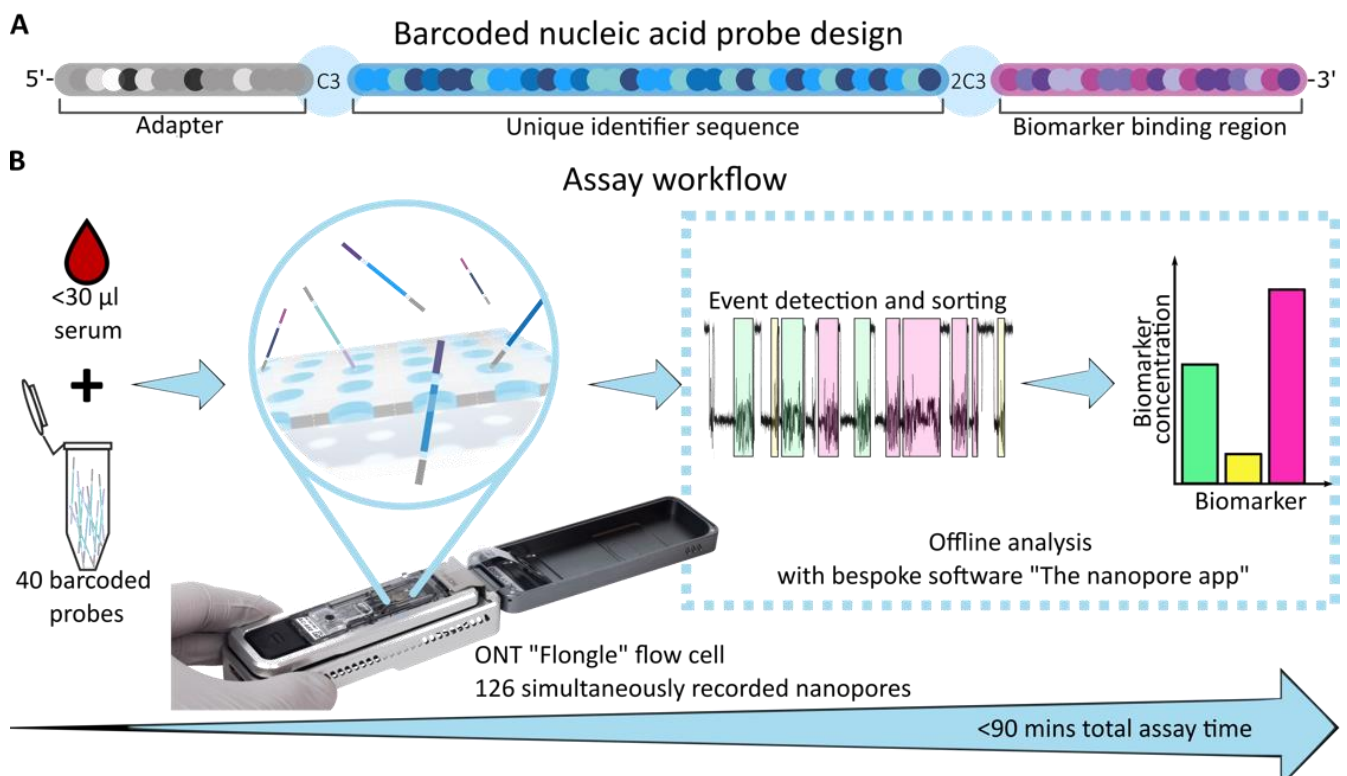 A
Barcoded nucleic acid probe design
5'-
C3
2C3
-3'
Adapter
Unique identifier sequence
Biomarker binding region
B
Assay workflow
<30 µl
serum
+
40 barcoded
probes
Event detection and sorting
Biomarker
concentration
Biomarker
Offline analysis
with bespoke software "The nanopore app"
ONT "Flongle" flow cell
126 simultaneously recorded nanopores
<90 mins total assay time